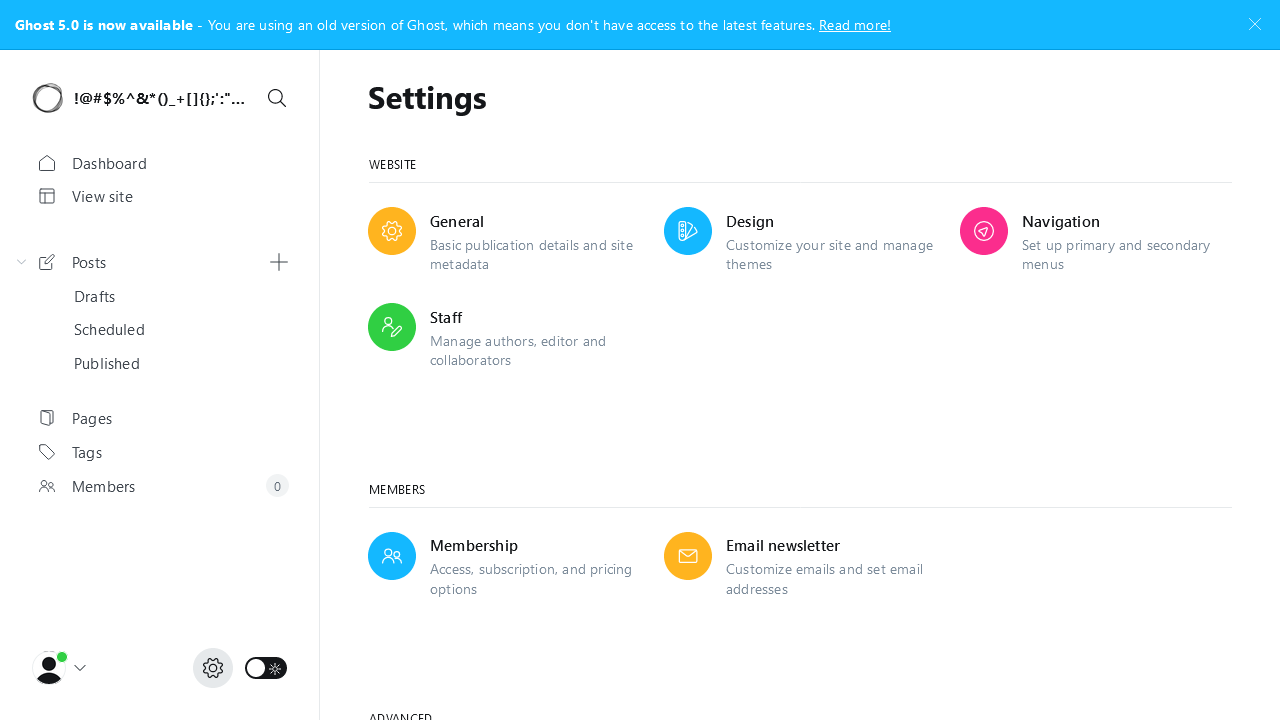 Ghost 5.0 is now available - You are using an old version of Ghost, which means you don't have access to the latest features. Read more!
!@#$%^&*()_+[]{};':"...
Settings
Dashboard
View site
Posts
Drafts
Scheduled
Published
Pages
Tags
Members
0
WEBSITE
General
Basic publication details and site
metadata
Design
Customize your site and manage
themes
Navigation
Set up primary and secondary
menus
Staff
Manage authors, editor and
collaborators
MEMBERS
Membership
Access, subscription, and pricing
options
Email newsletter
Customize emails and set email
addresses
ADVANCED